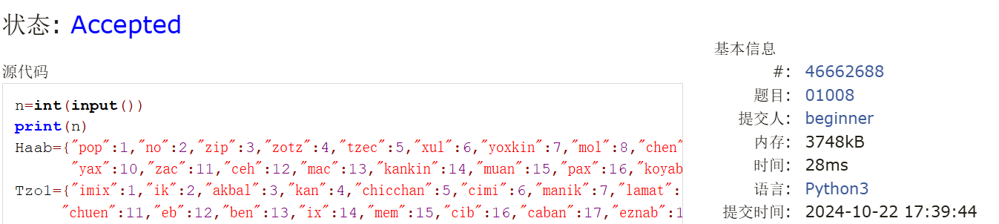 状态: Accepted
源代码
n=int(input())
print(n)
Haab={"pop":1,"no":2,"zip":3,"zotz":4,"tzec":5,"xul":6,"yoxkin":7,"mol":8,"chen"
"yax":10,"zac":11,"ceh":12,"mac":13,"kankin":14,"muan":15,"pax":16,"koyab
Tzol={"imix":1,"ik":2,"akbal":3,"kan":4,"chicchan":5,"cimi":6,"manik":7,"lamat":
"chuen":11,"eb":12,"ben":13,"ix":14,"mem":15,"cib":16,"caban":17,"eznab":1
基本信息
#: 46662688
题目: 01008
提交人: beginner
内存: 3748kB
时间: 28ms
语言: Python3
提交时间: 2024-10-22 17:39:44